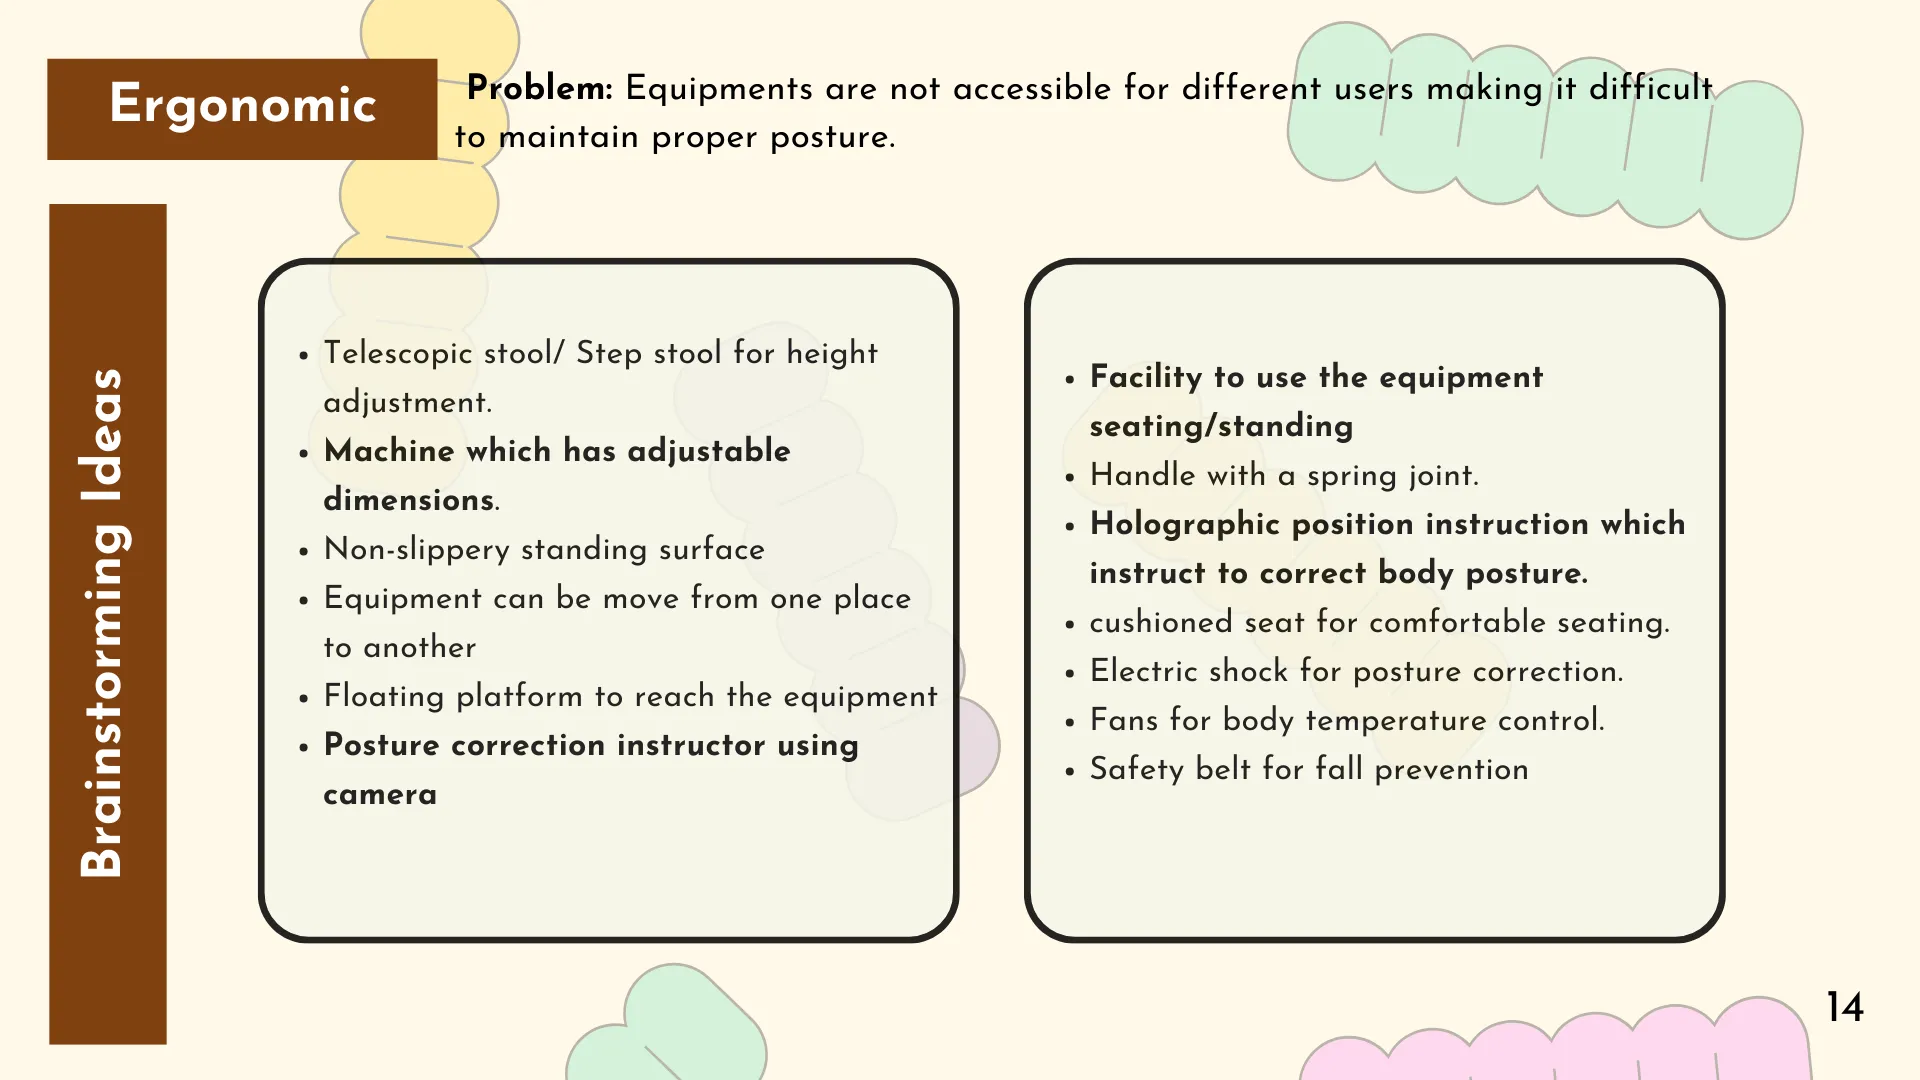 Ergonomic
Problem: Equipments are not accessible for different users making it difficult
to maintain proper posture.
Brainstorming Ideas
• Telescopic stool/ Step stool for height
adjustment.
• Machine which has adjustable
dimensions.
• Non-slippery standing surface
• Equipment can be move from one place
to another
• Floating platform to reach the equipment
• Posture correction instructor using
camera
• Facility to use the equipment
seating/standing
• Handle with a spring joint.
• Holographic position instruction which
instruct to correct body posture.
• cushioned seat for comfortable seating.
• Electric shock for posture correction.
• Fans for body temperature control.
• Safety belt for fall prevention
14